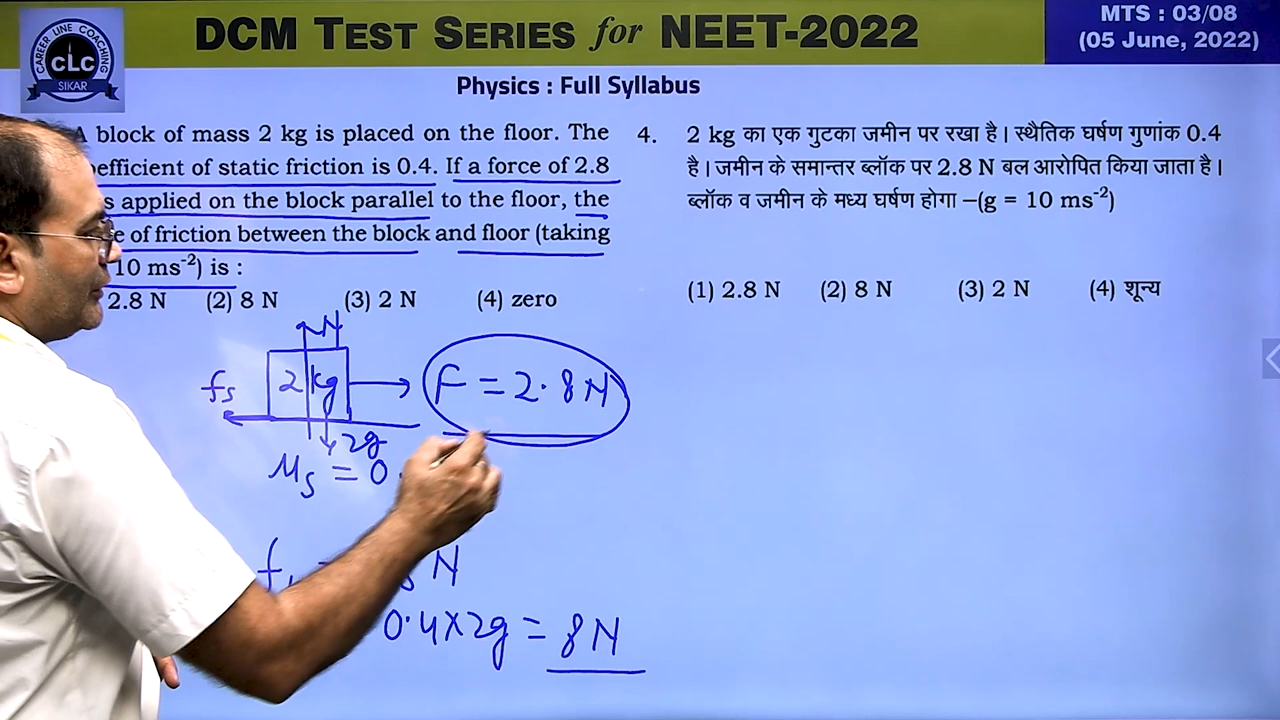 DCM TEST SERIES for NEET-2022
MTS : 03/08
(05 June, 2022)
CAREER LINE COACHING
CLC
SIKAR
Physics : Full Syllabus
A block of mass 2 kg is placed on the floor. The
efficient of static friction is 0.4. If a force of 2.8
s applied on the block parallel to the floor, the
e of friction between the block and floor (taking
10 ms-2) is :
2.8 N (2) 8 N (3) 2 N (4) zero
4. 2 kg का एक गुटका जमीन पर रखा है। स्थैतिक घर्षण गुणांक 0.4
है। जमीन के समान्तर ब्लॉक पर 2.8 N बल आरोपित किया जाता है।
ब्लॉक व जमीन के मध्य घर्षण होगा –(g = 10 ms-2)
(1) 2.8 N (2) 8 N (3) 2 N (4) शून्य
N
fs 2 kg F = 2.8 N
2g
μs = 0.
N
0.4×2g = 8N